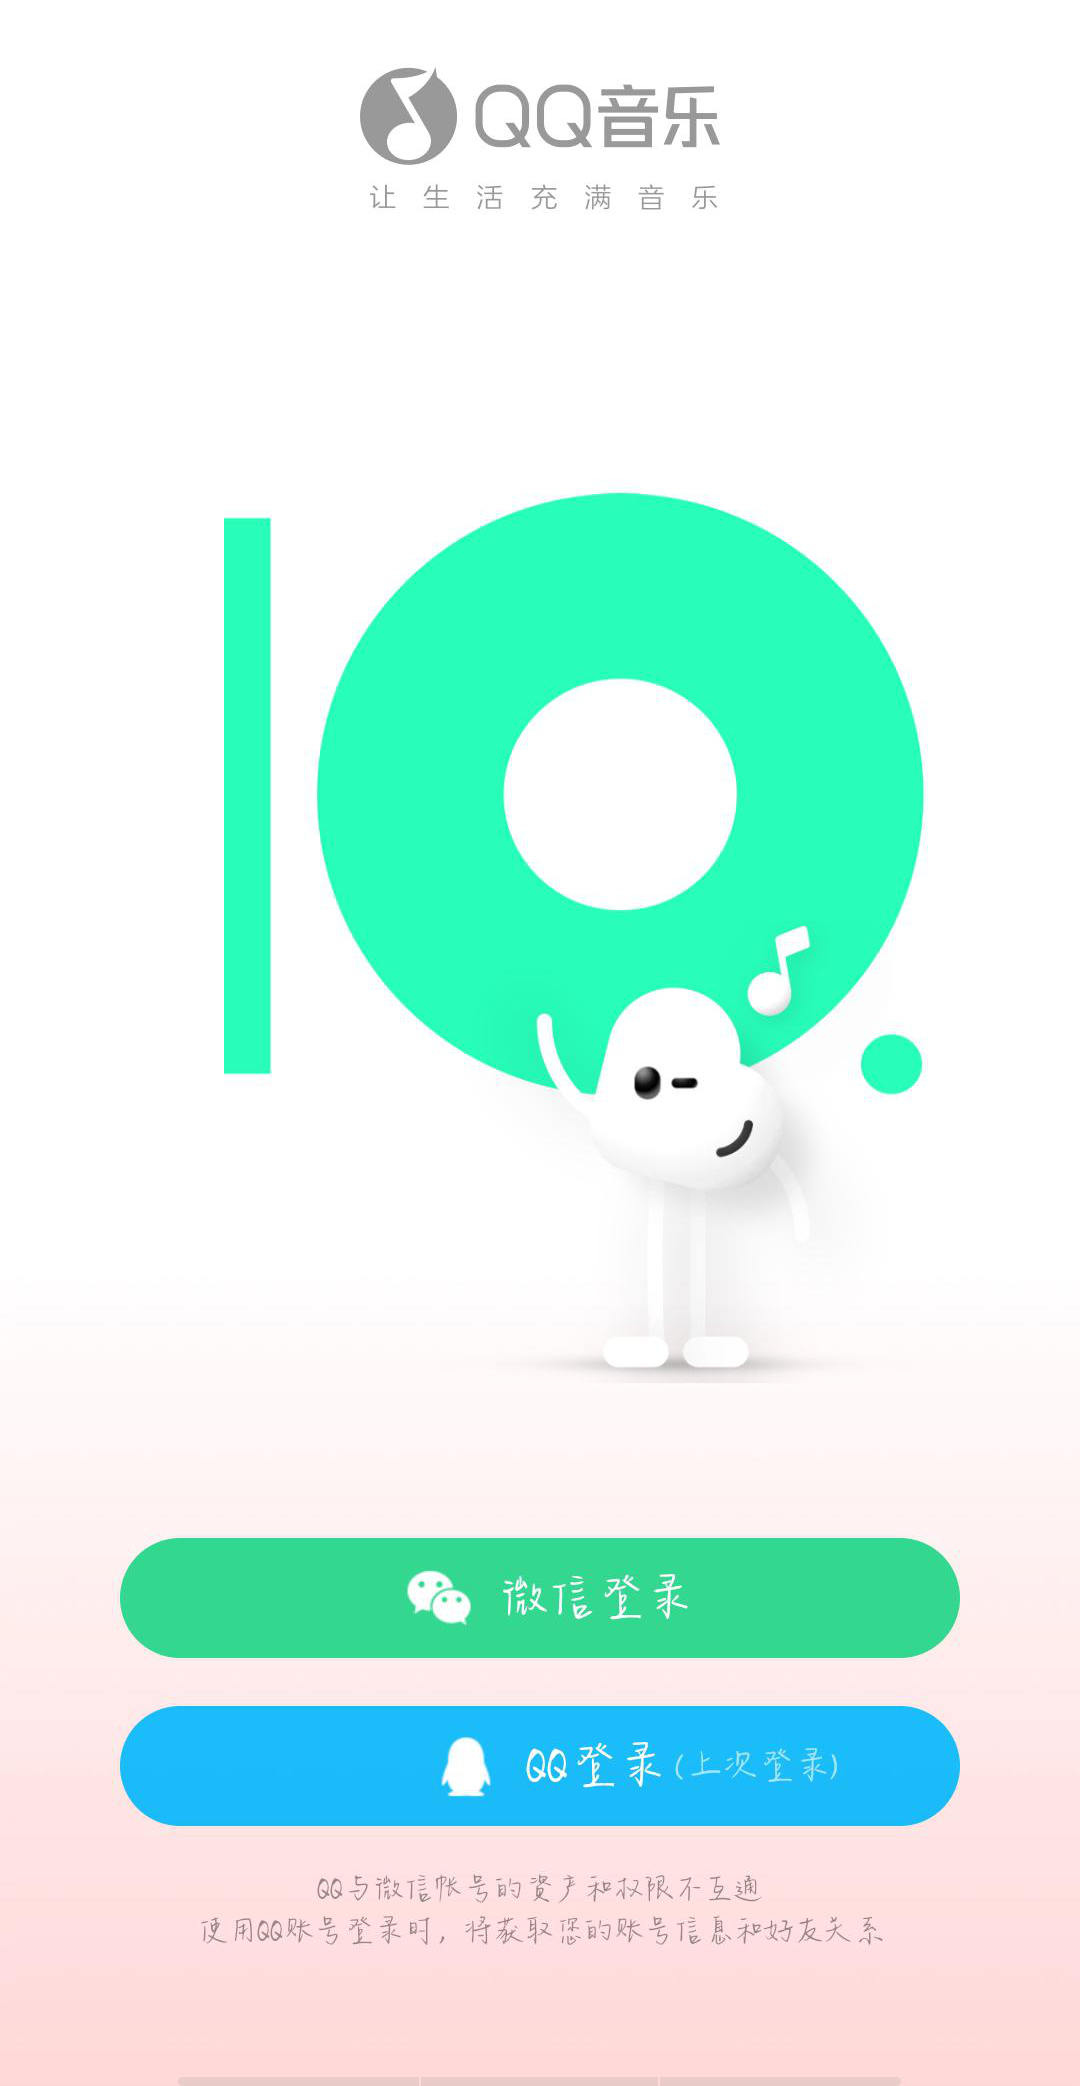 QQ音乐
让生活充满音乐
10.
微信登录
QQ登录(上次登录)
QQ与微信帐号的資产和权限不互通
使用QQ账号登录时，将获取您的账号信息和好友关系